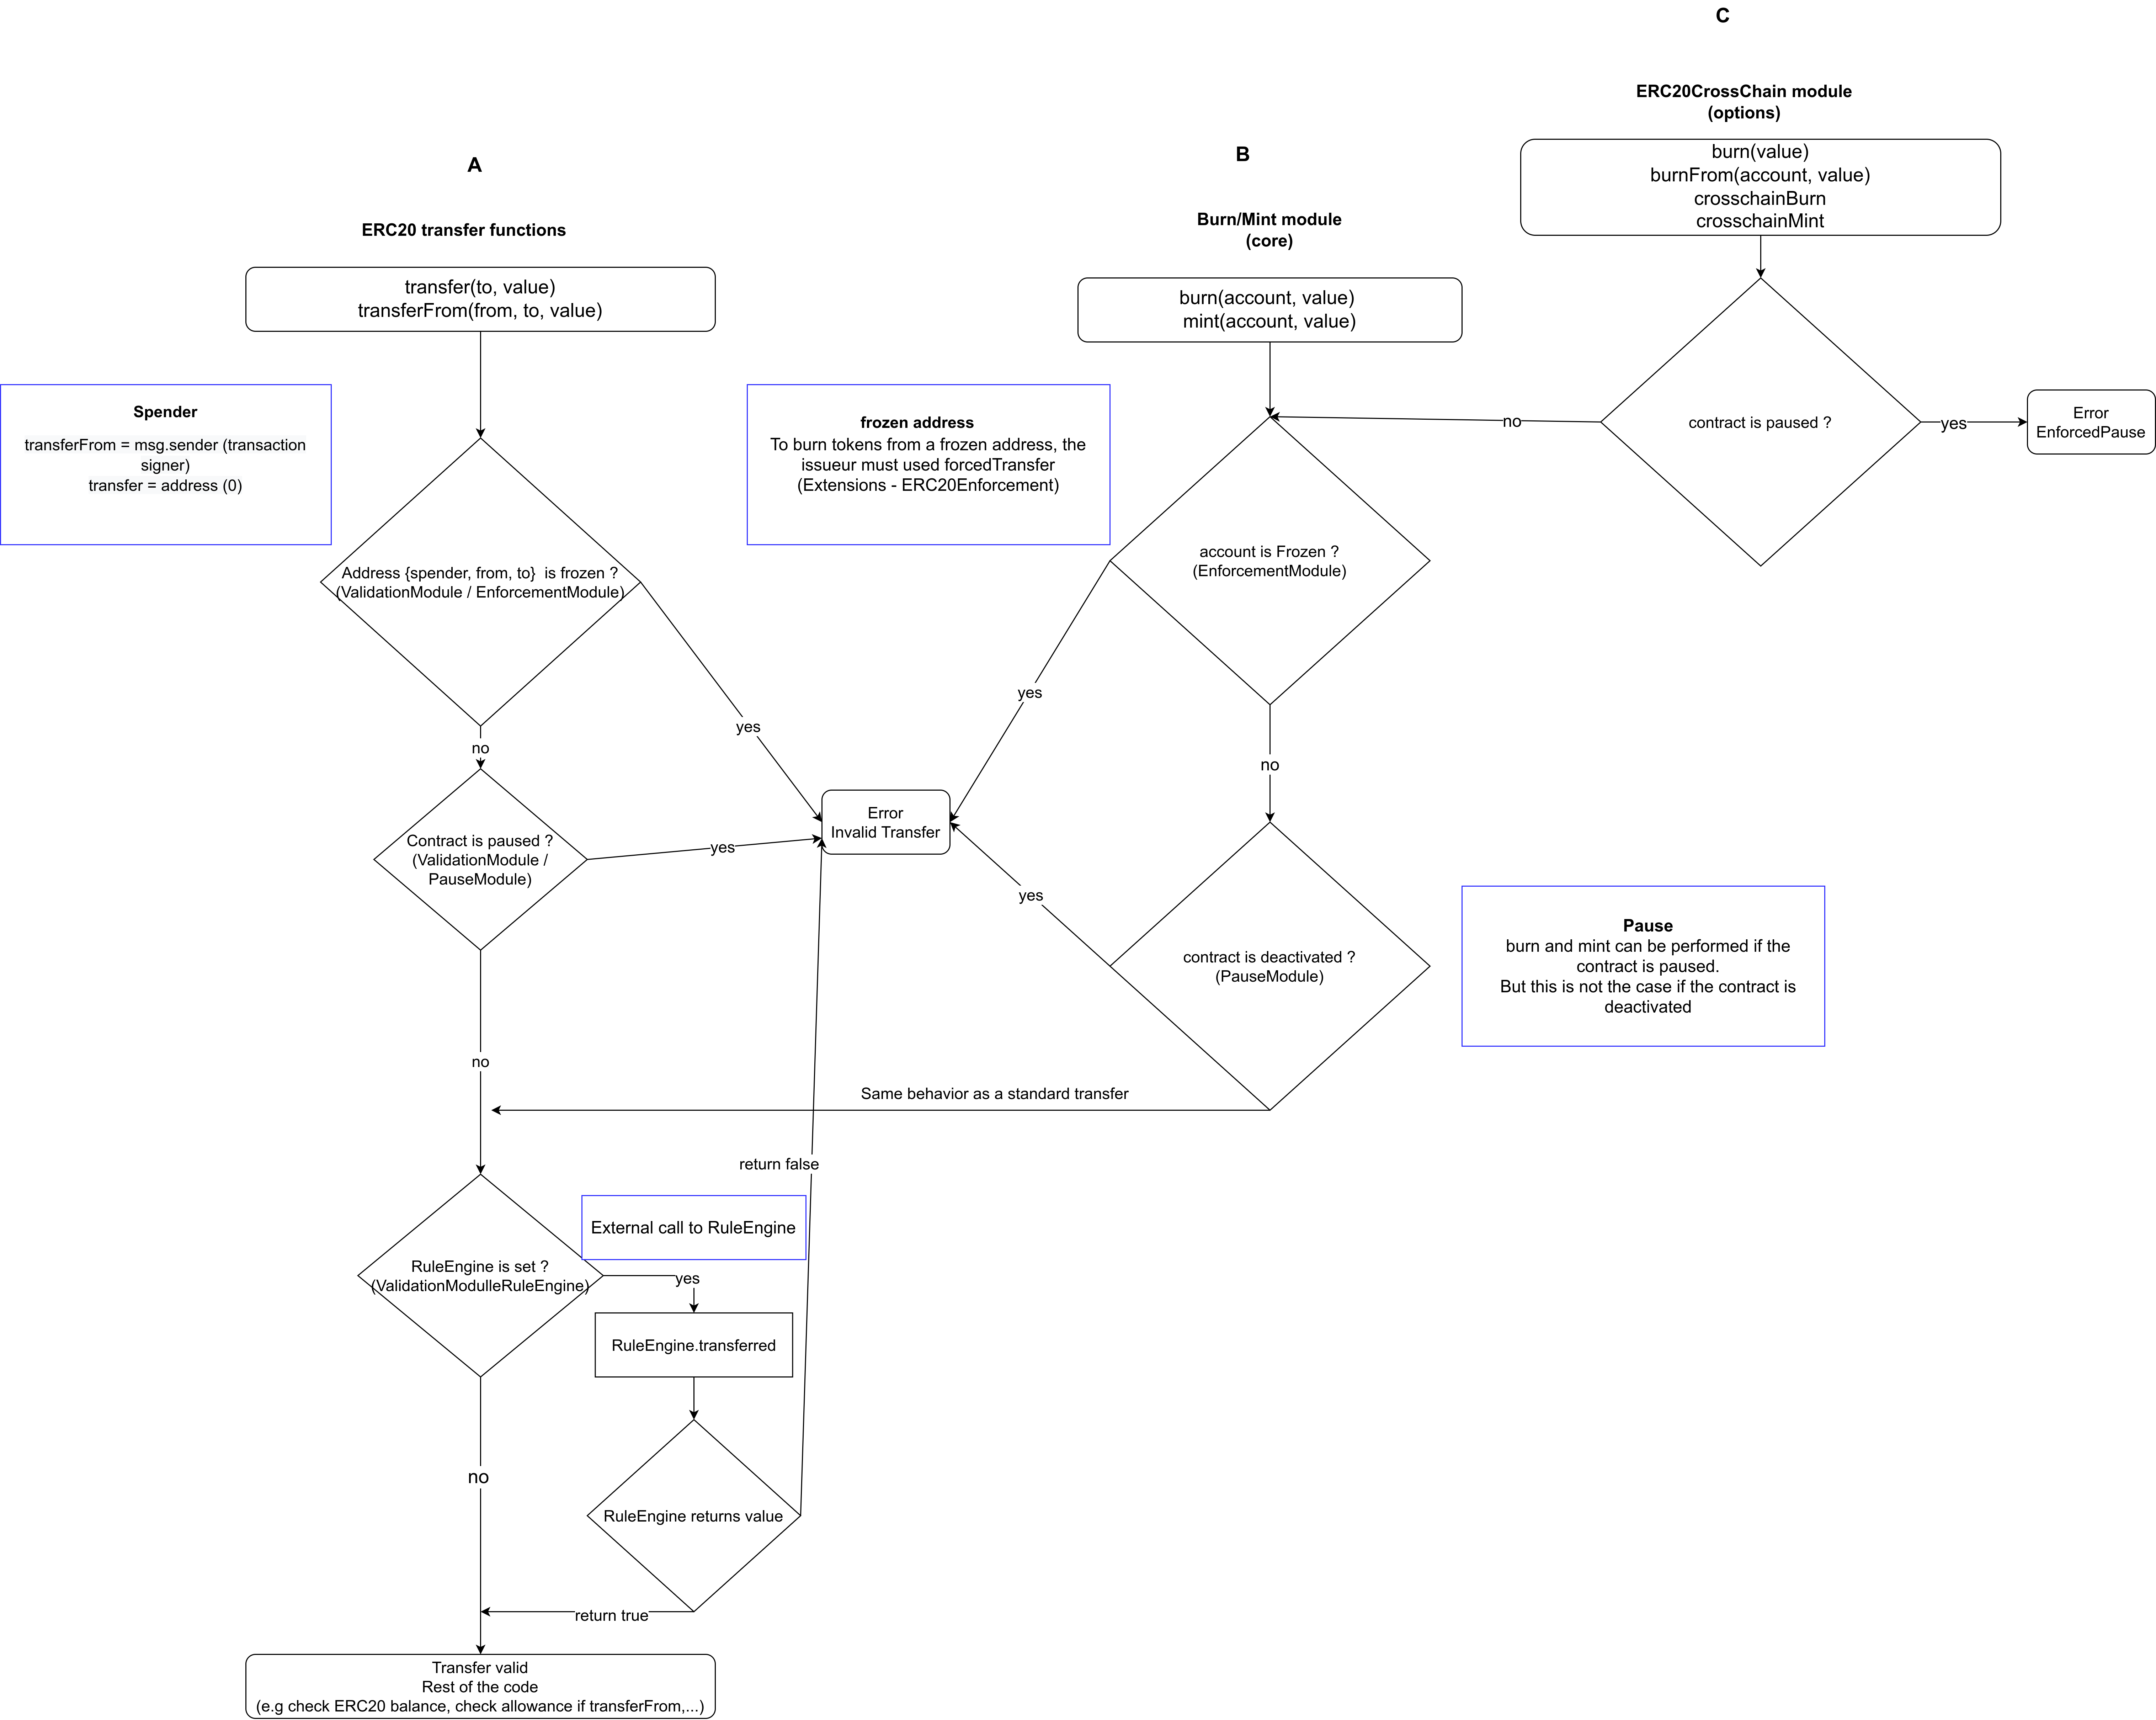 C
ERC20CrossChain module
(options)
burn(value)
burnFrom(account, value)
crosschainBurn
crosschainMint
contract is paused ?
no
yes
Error
EnforcedPause
A
ERC20 transfer functions
transfer(to, value)
transferFrom(from, to, value)
Spender
transferFrom = msg.sender (transaction
signer)
transfer = address (0)
Address {spender, from, to}  is frozen ?
(ValidationModule / EnforcementModule)
yes
no
Contract is paused ?
(ValidationModule /
PauseModule)
yes
no
Error
Invalid Transfer
B
Burn/Mint module
(core)
burn(account, value)
mint(account, value)
frozen address
To burn tokens from a frozen address, the
issueur must used forcedTransfer
(Extensions - ERC20Enforcement)
account is Frozen ?
(EnforcementModule)
yes
no
contract is deactivated ?
(PauseModule)
yes
Pause
burn and mint can be performed if the
contract is paused.
But this is not the case if the contract is
deactivated
Same behavior as a standard transfer
return false
External call to RuleEngine
RuleEngine is set ?
(ValidationModulleRuleEngine)
yes
RuleEngine.transferred
no
RuleEngine returns value
return true
Transfer valid
Rest of the code
(e.g check ERC20 balance, check allowance if transferFrom,...)